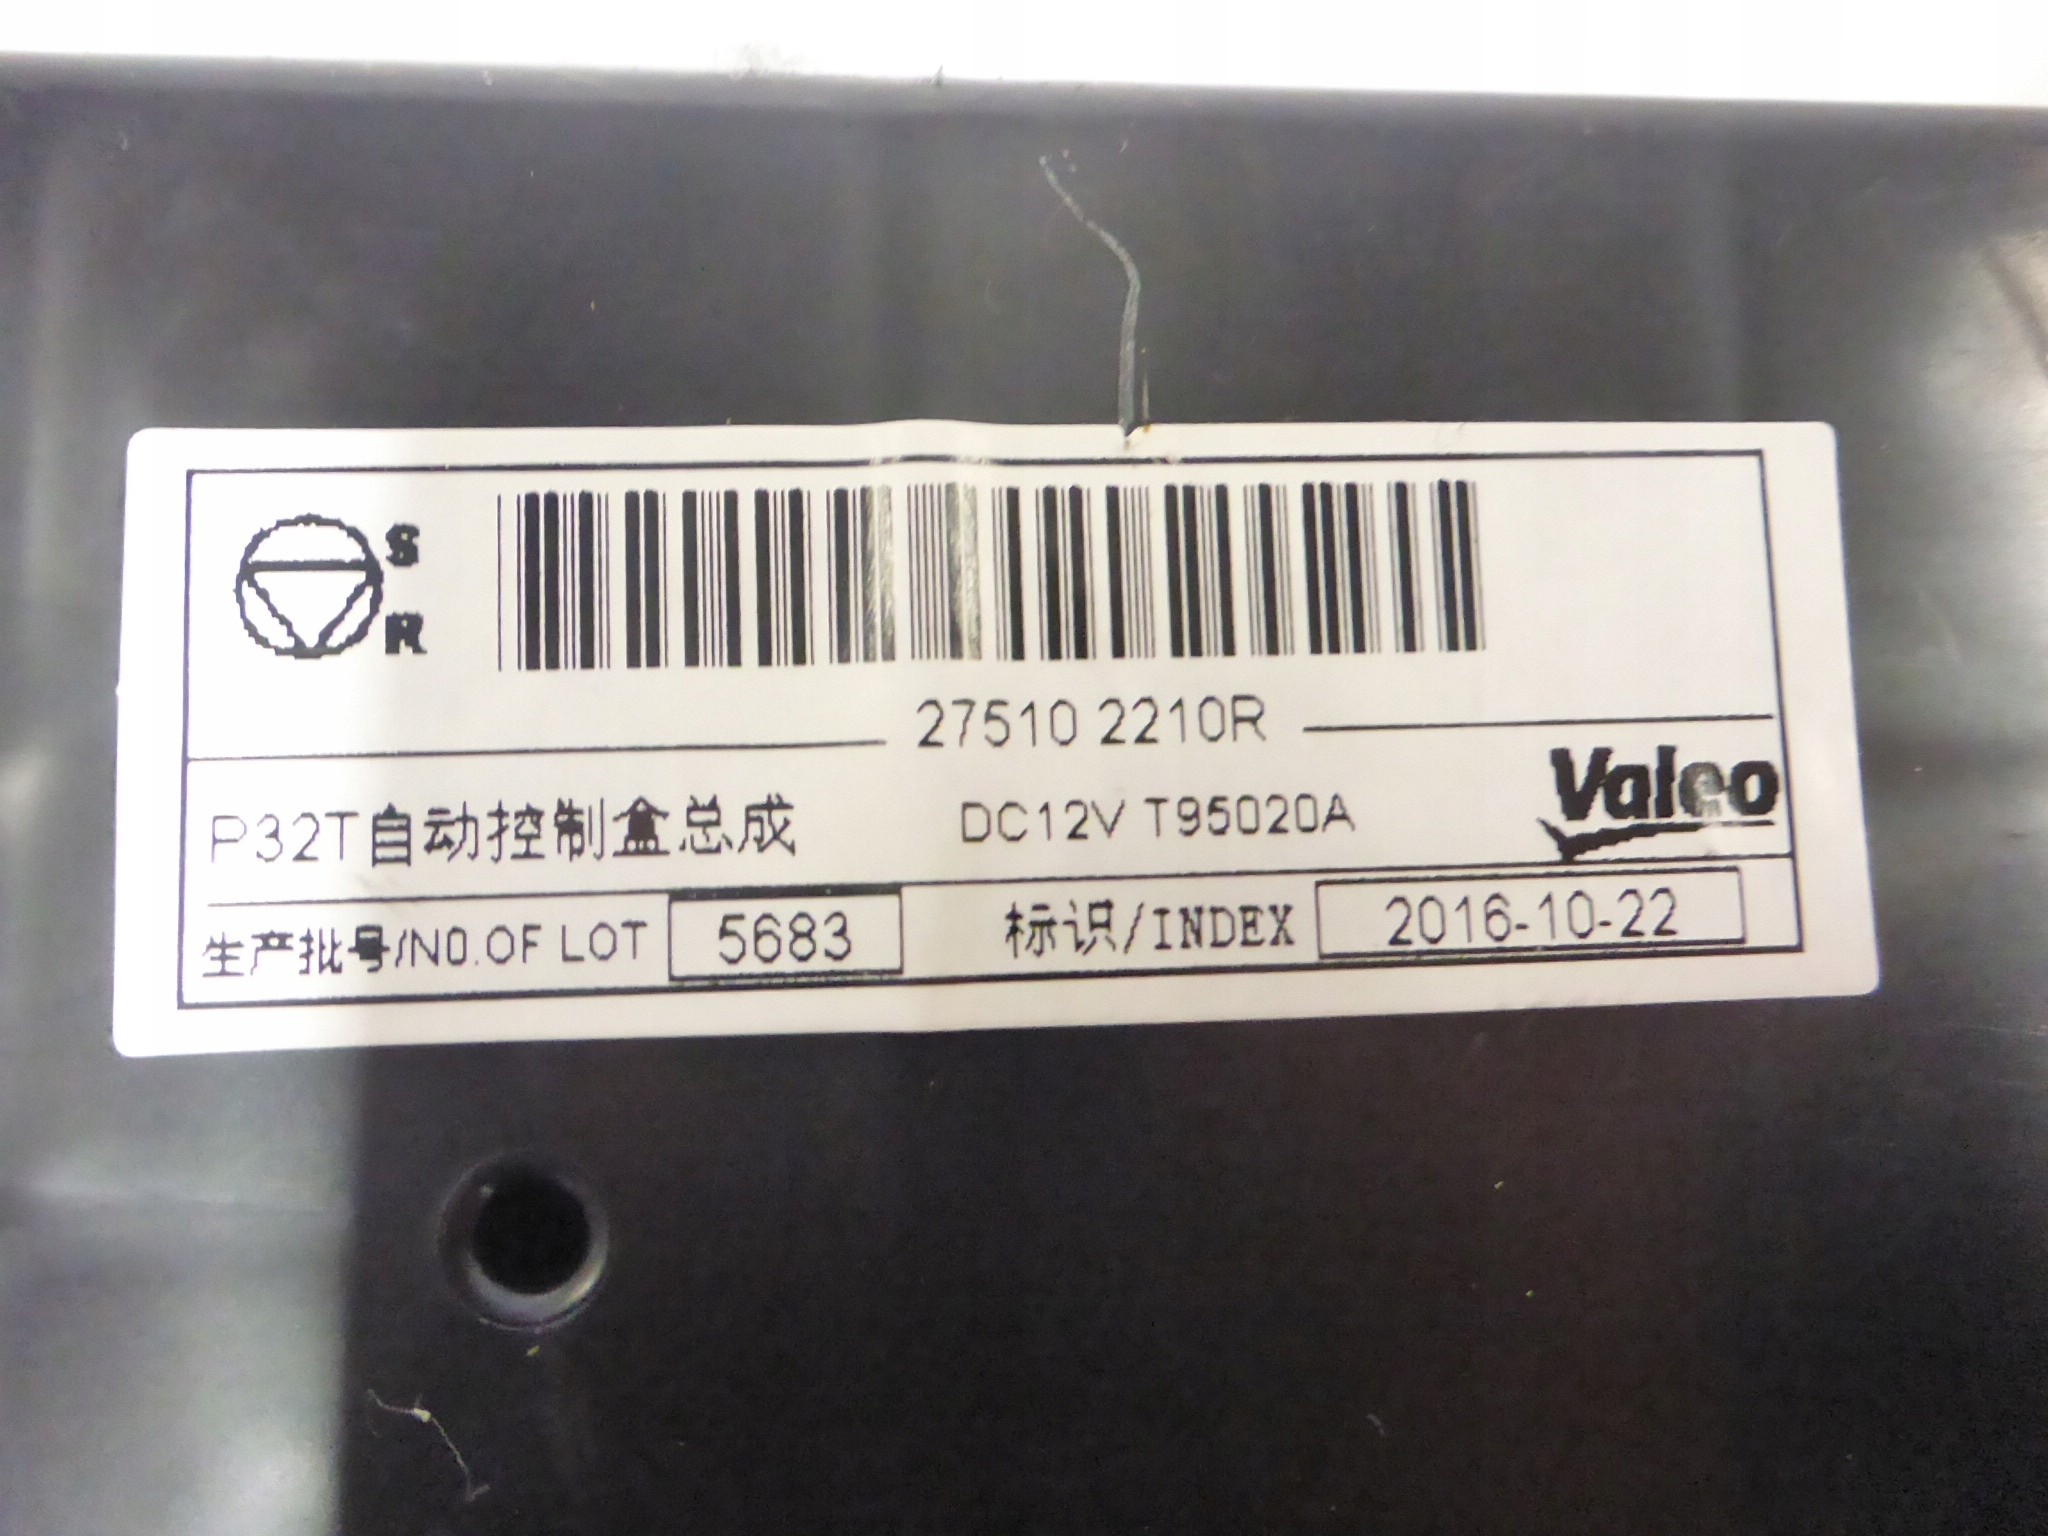 S
R
27510 2210R
P32T自动控制盒总成 DC12V T95020A Valeo
生产批号/NO.OF LOT 5683 标识/INDEX 2016-10-22